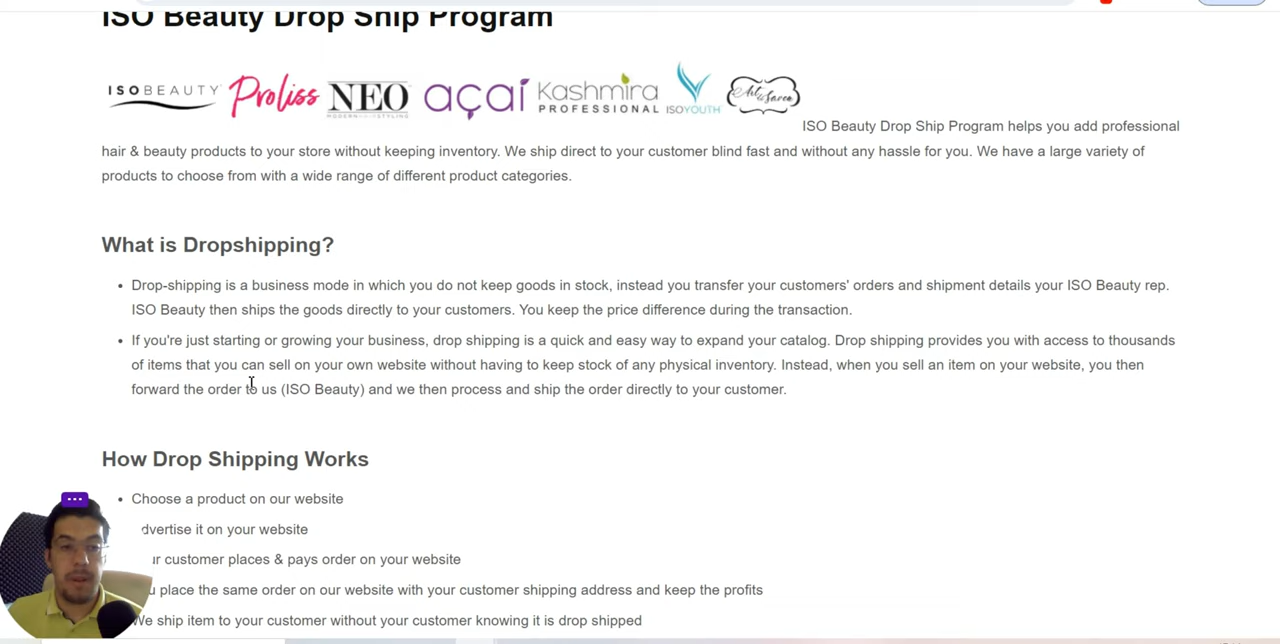 ISO Beauty Drop Ship Program
ISOBEAUTY Proliss NEO açaí Kashmira PROFESSIONAL ISOYOUTH
ISO Beauty Drop Ship Program helps you add professional
hair & beauty products to your store without keeping inventory. We ship direct to your customer blind fast and without any hassle for you. We have a large variety of
products to choose from with a wide range of different product categories.
What is Dropshipping?
• Drop-shipping is a business mode in which you do not keep goods in stock, instead you transfer your customers' orders and shipment details your ISO Beauty rep.
ISO Beauty then ships the goods directly to your customers. You keep the price difference during the transaction.
• If you're just starting or growing your business, drop shipping is a quick and easy way to expand your catalog. Drop shipping provides you with access to thousands
of items that you can sell on your own website without having to keep stock of any physical inventory. Instead, when you sell an item on your website, you then
forward the order to us (ISO Beauty) and we then process and ship the order directly to your customer.
How Drop Shipping Works
• Choose a product on our website
dvertise it on your website
ur customer places & pays order on your website
u place the same order on our website with your customer shipping address and keep the profits
We ship item to your customer without your customer knowing it is drop shipped